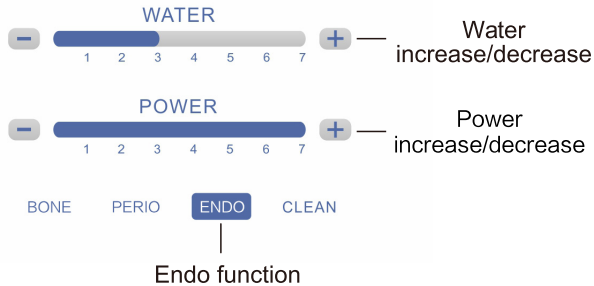 WATER
− +
1 2 3 4 5 6 7
Water
increase/decrease
POWER
− +
1 2 3 4 5 6 7
Power
increase/decrease
BONE PERIO ENDO CLEAN
Endo function